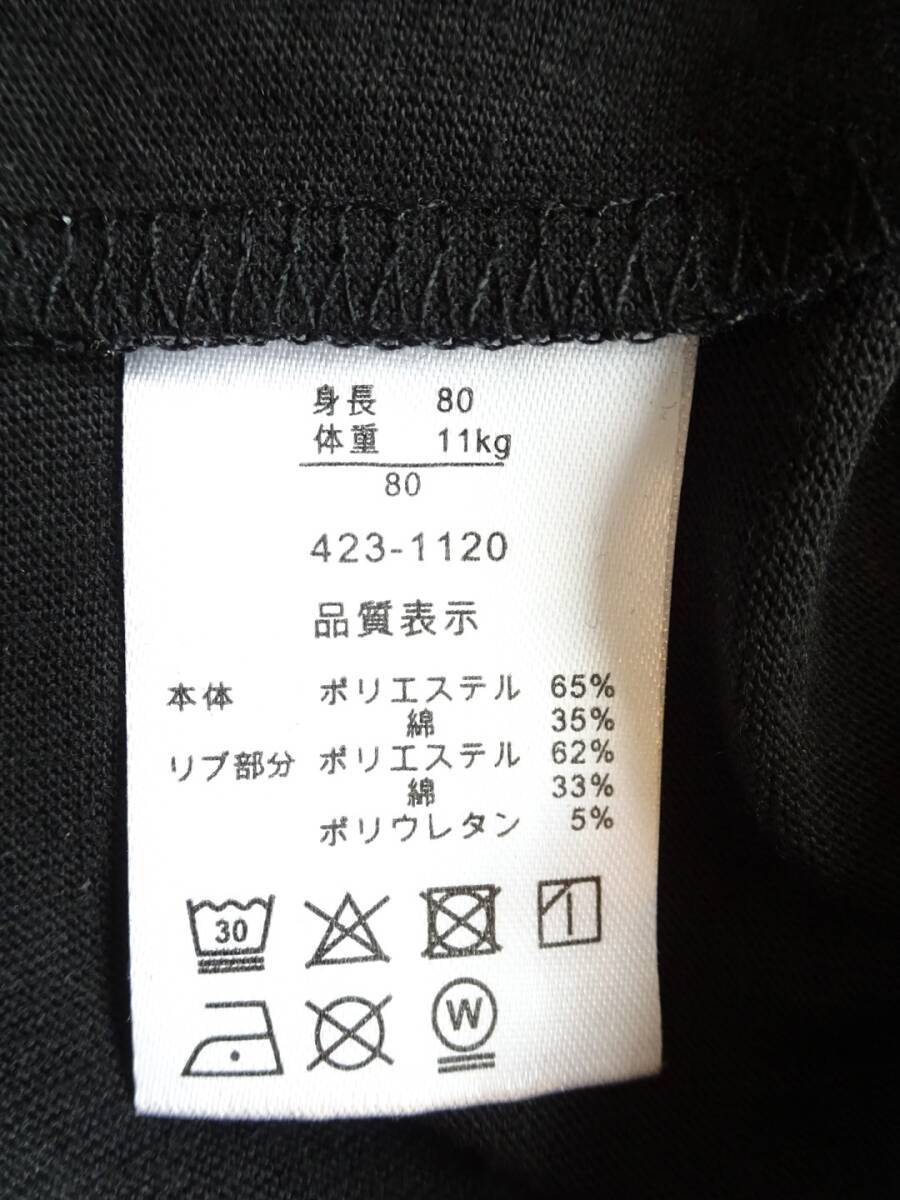 身長 80
体重 11kg
80
423-1120
品質表示
本体 ポリエステル 65%
綿 35%
リブ部分 ポリエステル 62%
綿 33%
ポリウレタン 5%
30
W